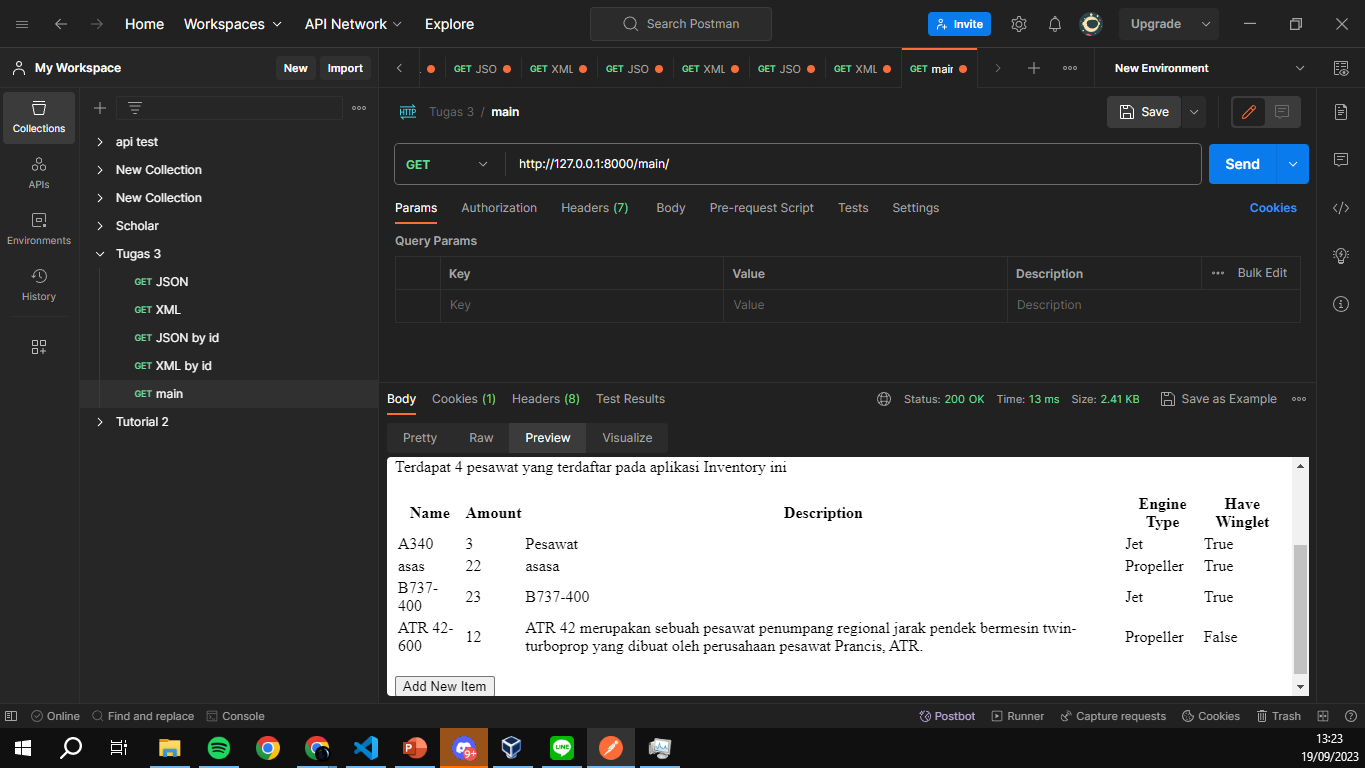 Home Workspaces API Network Explore Search Postman Invite Upgrade
My Workspace New Import
GET JSO GET XML GET JSO GET XML GET JSO GET XML GET main New Environment
Collections
APIs
Environments
History
api test
New Collection
New Collection
Scholar
Tugas 3
GET JSON
GET XML
GET JSON by id
GET XML by id
GET main
Tutorial 2
HTTP Tugas 3 / main Save
GET http://127.0.0.1:8000/main/ Send
Params Authorization Headers (7) Body Pre-request Script Tests Settings Cookies
Query Params
Key Value Description Bulk Edit
Key Value Description
Body Cookies (1) Headers (8) Test Results Status: 200 OK Time: 13 ms Size: 2.41 KB Save as Example
Pretty Raw Preview Visualize
Terdapat 4 pesawat yang terdaftar pada aplikasi Inventory ini
Name Amount Description Engine Type Have Winglet
A340 3 Pesawat Jet True
asas 22 asasa Propeller True
B737-400 23 B737-400 Jet True
ATR 42-600 12 ATR 42 merupakan sebuah pesawat penumpang regional jarak pendek bermesin twin-
turboprop yang dibuat oleh perusahaan pesawat Prancis, ATR. Propeller False
Add New Item
Online Find and replace Console Postbot Runner Capture requests Cookies Trash
9+
13:23
19/09/2023